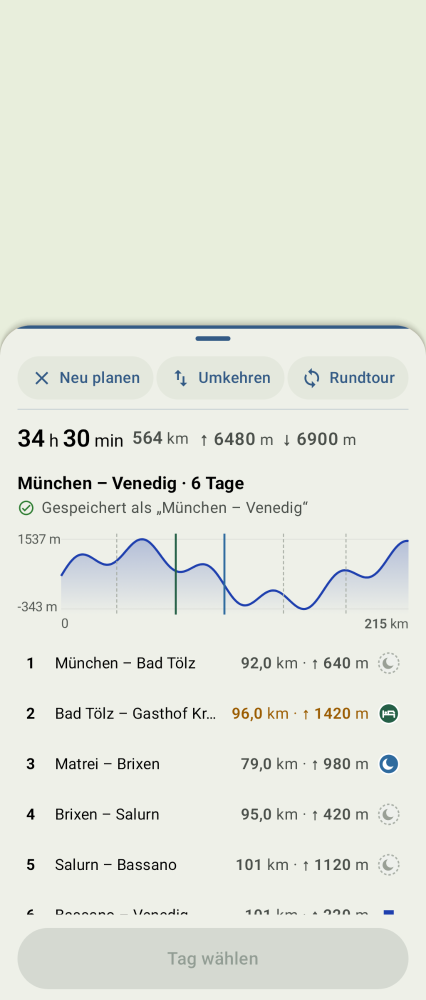 Neu planen
Umkehren
Rundtour
34 h 30 min 564 km ↑ 6480 m ↓ 6900 m
München – Venedig · 6 Tage
Gespeichert als „München – Venedig“
1537 m
-343 m
0
215 km
1 München – Bad Tölz 92,0 km · ↑ 640 m
2 Bad Tölz – Gasthof Kr… 96,0 km · ↑ 1420 m
3 Matrei – Brixen 79,0 km · ↑ 980 m
4 Brixen – Salurn 95,0 km · ↑ 420 m
5 Salurn – Bassano 101 km · ↑ 1120 m
Bassano – Venedig
Tag wählen